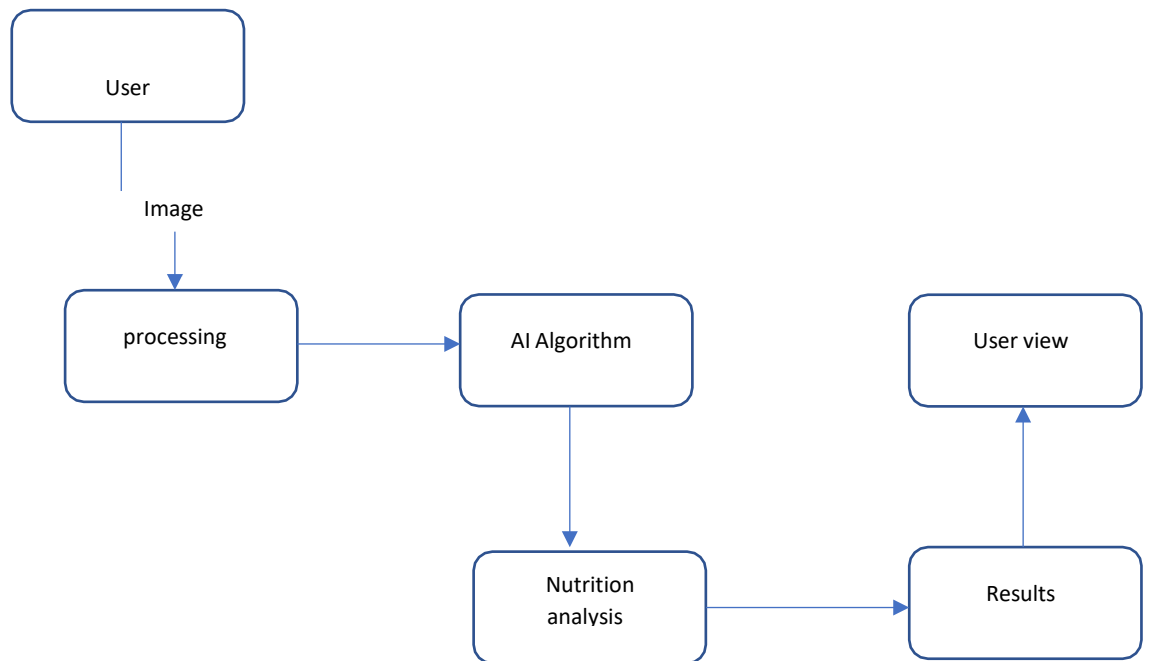 User
Image
processing
AI Algorithm
User view
Nutrition
analysis
Results